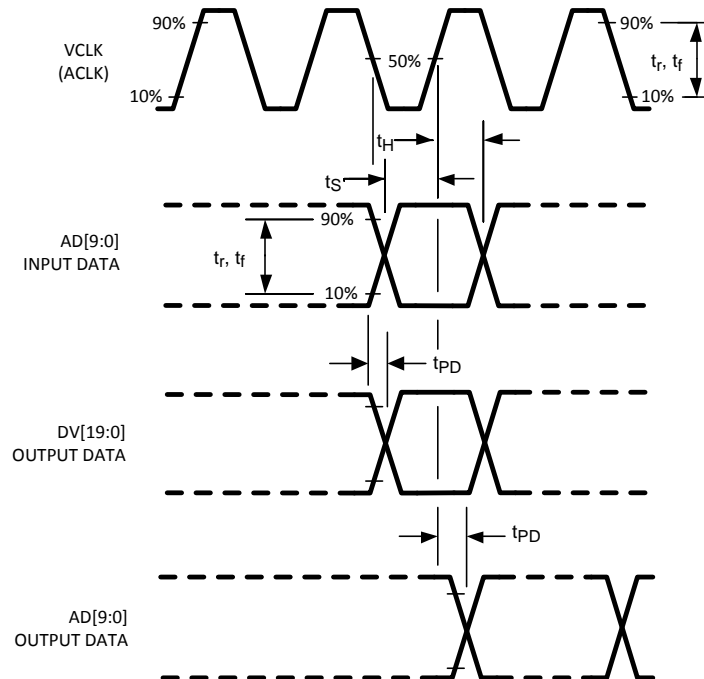 VCLK
(ACLK)
90%
10%
50%
90%
10%
tr, tf
tH
tS
AD[9:0]
INPUT DATA
90%
10%
tr, tf
tPD
DV[19:0]
OUTPUT DATA
tPD
AD[9:0]
OUTPUT DATA